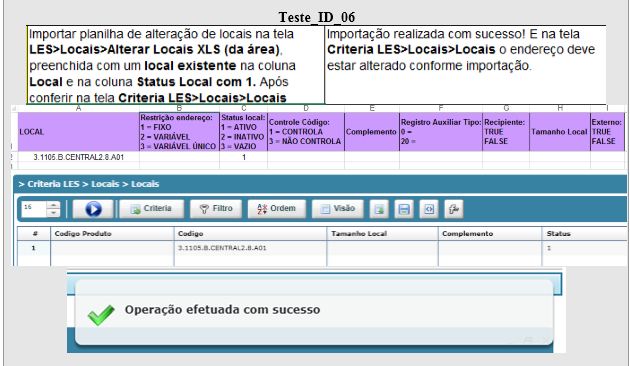 Teste_ID_06
Importar planilha de alteração de locais na tela
LES>Locais>Alterar Locais XLS (da área),
preenchida com um local existente na coluna
Local e na coluna Status Local com 1. Após
conferir na tela Criteria LES>Locais>Locais
Importação realizada com sucesso! E na tela
Criteria LES>Locais>Locais o endereço deve
estar alterado conforme importação.
A B C D E F G H I
LOCAL
Restrição endereço:
1 = FIXO
2 = VARIÁVEL
3 = VARIÁVEL ÚNICO
Status local:
1 = ATIVO
2 = INATIVO
3 = VAZIO
Controle Código:
1 = CONTROLA
3 = NÃO CONTROLA
Complemento
Registro Auxiliar Tipo:
0 =
20 =
Recipiente:
TRUE
FALSE
Tamanho Local
Externo:
TRUE
FALSE
2 3.1105.B.CENTRAL2.8.A01 1
> Criteria LES > Locais > Locais
16 Criteria Filtro Ordem Visão
# Codigo Produto Codigo Tamanho Local Complemento Status
1 3.1105.B.CENTRAL2.8.A01 1
Operação efetuada com sucesso